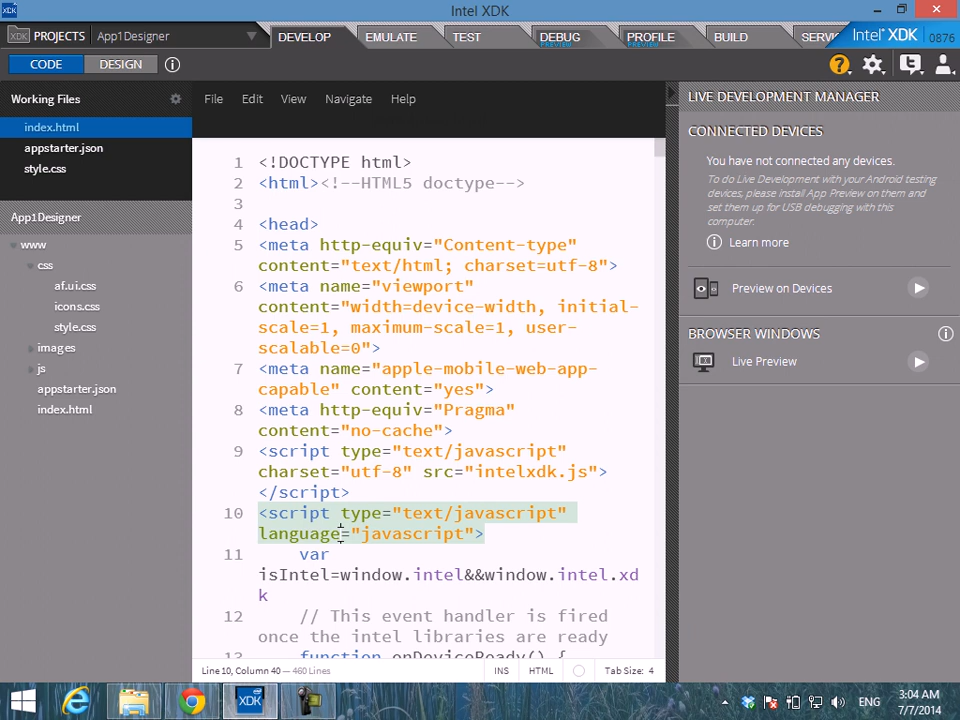 XDK
Intel XDK
PROJECTS
App1Designer
DEVELOP
EMULATE
TEST
DEBUG
PREVIEW
PROFILE
PREVIEW
BUILD
SERVIC
Intel XDK
0876
CODE
DESIGN
Working Files
index.html
appstarter.json
style.css
App1Designer
www
css
af.ui.css
icons.css
style.css
images
js
appstarter.json
index.html
File
Edit
View
Navigate
Help
1 <!DOCTYPE html>
2 <html><!--HTML5 doctype-->
3
4 <head>
5 <meta http-equiv="Content-type"
content="text/html; charset=utf-8">
6 <meta name="viewport"
content="width=device-width, initial-
scale=1, maximum-scale=1, user-
scalable=0">
7 <meta name="apple-mobile-web-app-
capable" content="yes">
8 <meta http-equiv="Pragma"
content="no-cache">
9 <script type="text/javascript"
charset="utf-8" src="intelxdk.js">
</script>
10 <script type="text/javascript"
language="javascript">
11 var
isIntel=window.intel&&window.intel.xd
k
12 // This event handler is fired
once the intel libraries are ready
13 function onDeviceReady() {
Line 10, Column 40 — 460 Lines
INS
HTML
Tab Size: 4
LIVE DEVELOPMENT MANAGER
CONNECTED DEVICES
You have not connected any devices.
To do Live Development with your Android testing
devices, please install App Preview on them and
set them up for USB debugging with this
computer.
Learn more
Preview on Devices
BROWSER WINDOWS
Live Preview
XDK
ENG
3:04 AM
7/7/2014